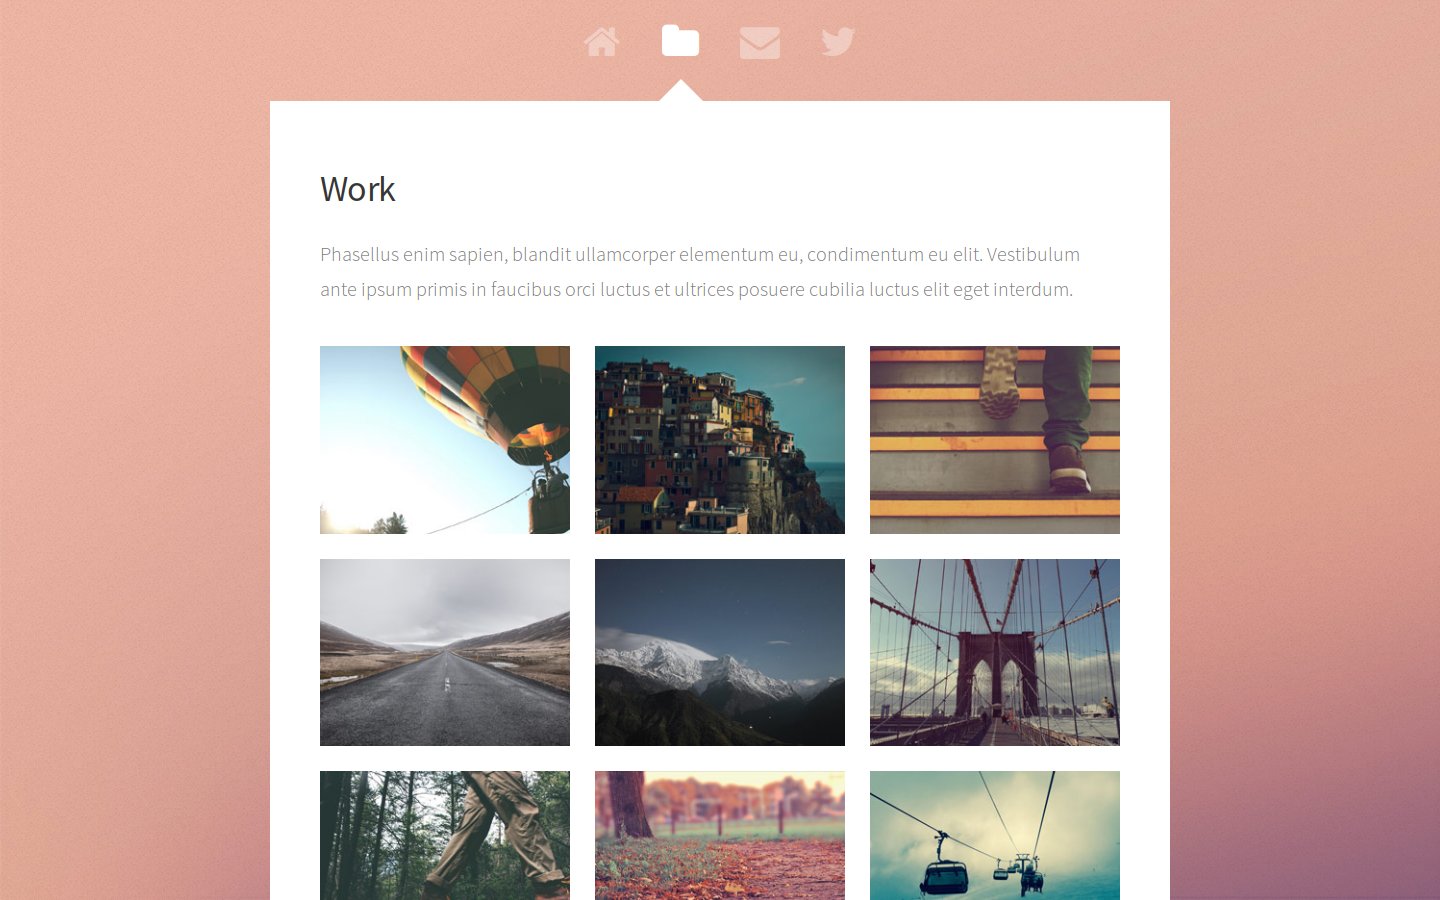 Work
Phasellus enim sapien, blandit ullamcorper elementum eu, condimentum eu elit. Vestibulum
ante ipsum primis in faucibus orci luctus et ultrices posuere cubilia luctus elit eget interdum.